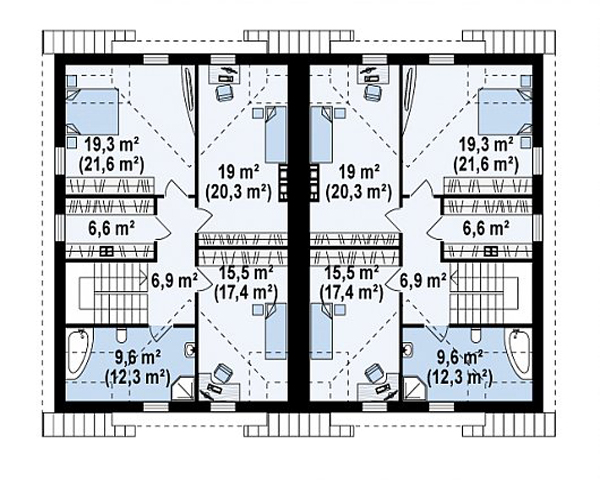 19,3 m²
(21,6 m²)
19 m²
(20,3 m²)
19 m²
(20,3 m²)
19,3 m²
(21,6 m²)
6,6 m²
6,6 m²
6,9 m²
15,5 m²
(17,4 m²)
15,5 m²
(17,4 m²)
6,9 m²
9,6 m²
(12,3 m²)
9,6 m²
(12,3 m²)